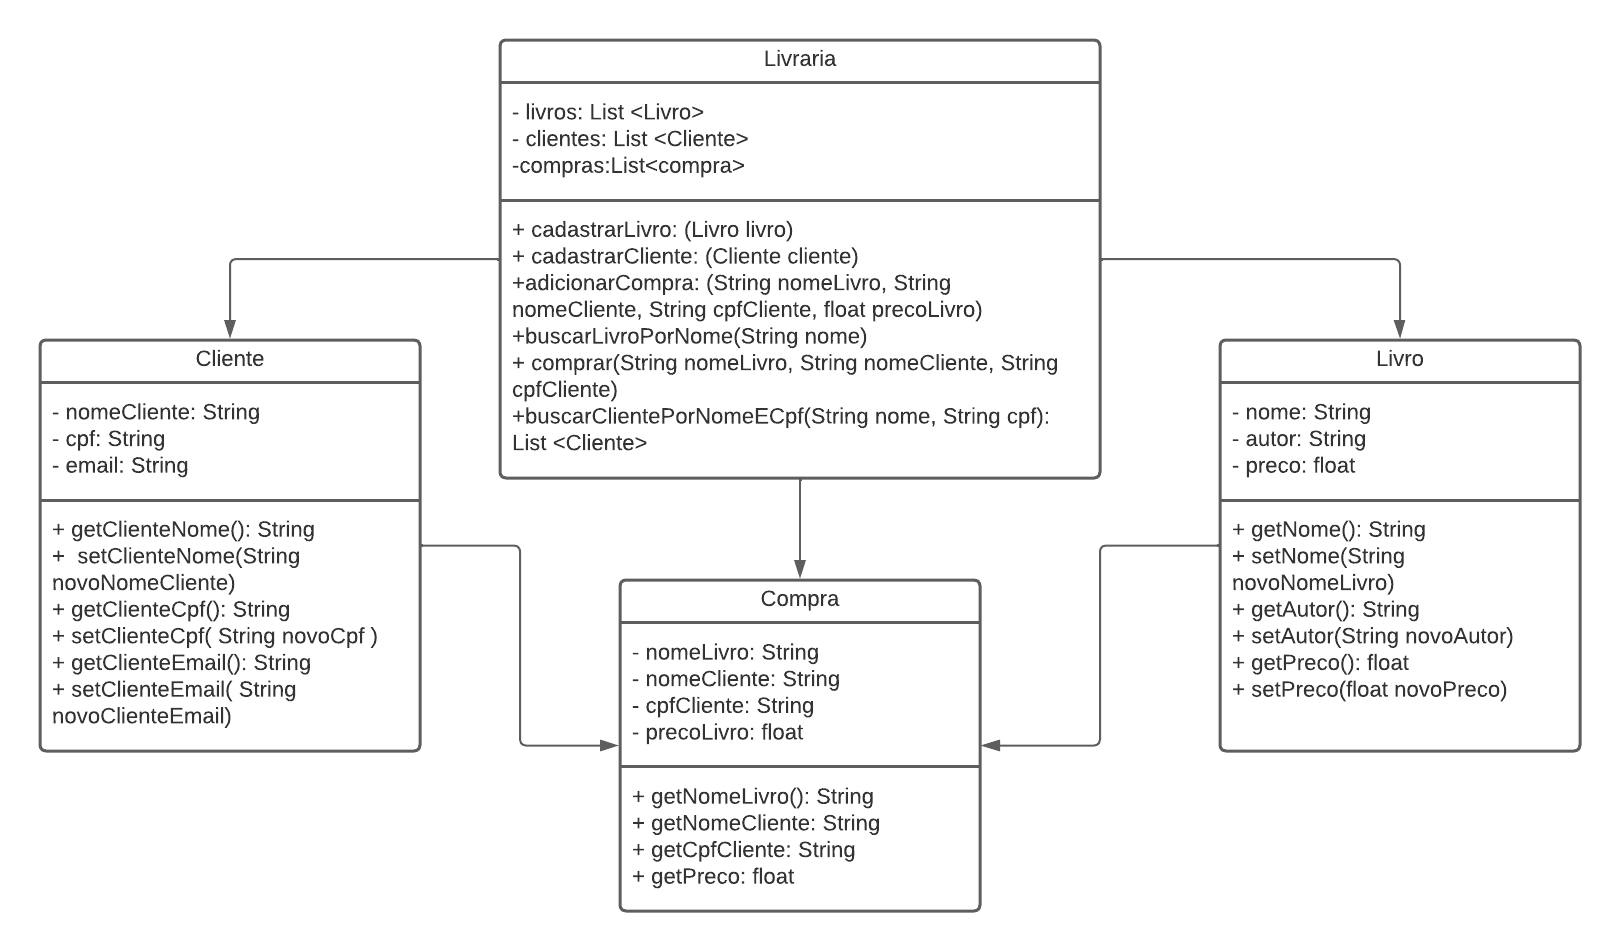 Livraria
- livros: List <Livro>
- clientes: List <Cliente>
-compras:List<compra>
+ cadastrarLivro: (Livro livro)
+ cadastrarCliente: (Cliente cliente)
+adicionarCompra: (String nomeLivro, String
nomeCliente, String cpfCliente, float precoLivro)
+buscarLivroPorNome(String nome)
+ comprar(String nomeLivro, String nomeCliente, String
cpfCliente)
+buscarClientePorNomeECpf(String nome, String cpf):
List <Cliente>
Cliente
- nomeCliente: String
- cpf: String
- email: String
+ getClienteNome(): String
+  setClienteNome(String
novoNomeCliente)
+ getClienteCpf(): String
+ setClienteCpf( String novoCpf )
+ getClienteEmail(): String
+ setClienteEmail( String
novoClienteEmail)
Livro
- nome: String
- autor: String
- preco: float
+ getNome(): String
+ setNome(String
novoNomeLivro)
+ getAutor(): String
+ setAutor(String novoAutor)
+ getPreco(): float
+ setPreco(float novoPreco)
Compra
- nomeLivro: String
- nomeCliente: String
- cpfCliente: String
- precoLivro: float
+ getNomeLivro(): String
+ getNomeCliente: String
+ getCpfCliente: String
+ getPreco: float